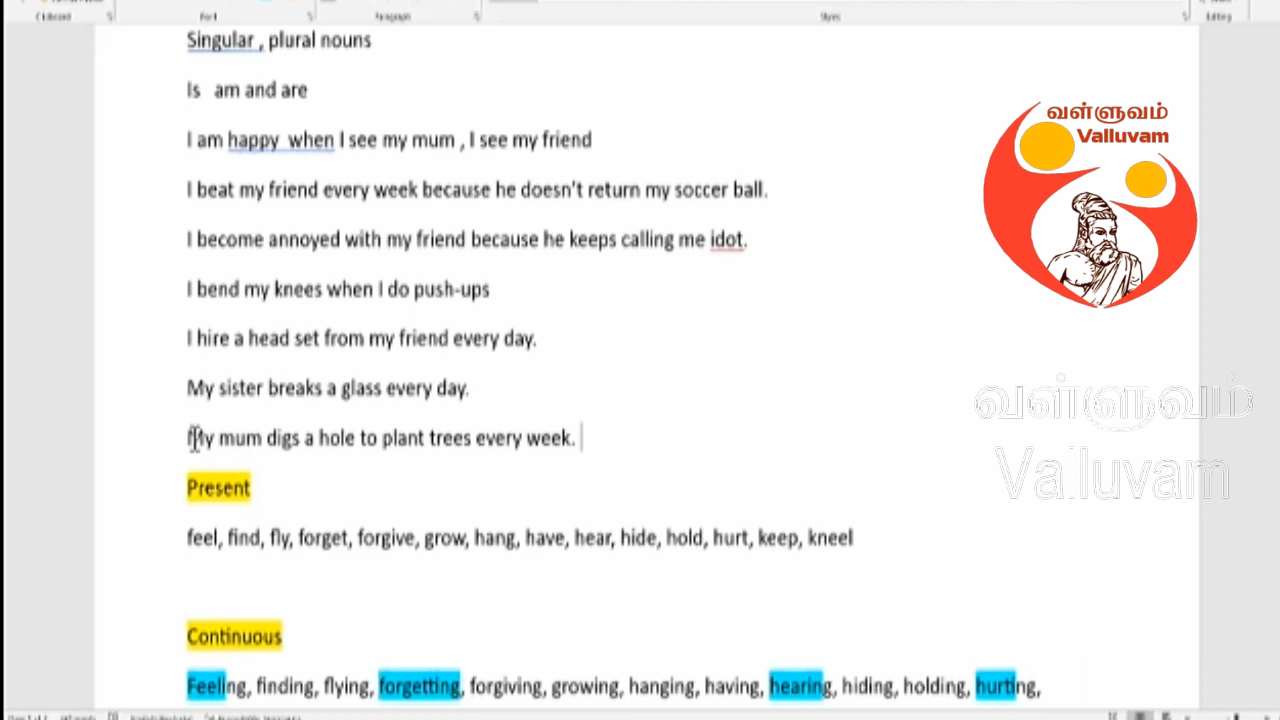 Clipboard Font Paragraph Styles Editing
Singular , plural nouns
Is am and are
I am happy when I see my mum , I see my friend
I beat my friend every week because he doesn't return my soccer ball.
I become annoyed with my friend because he keeps calling me idot.
I bend my knees when I do push-ups
I hire a head set from my friend every day.
My sister breaks a glass every day.
My mum digs a hole to plant trees every week.
Present
feel, find, fly, forget, forgive, grow, hang, have, hear, hide, hold, hurt, keep, kneel
Continuous
Feeling, finding, flying, forgetting, forgiving, growing, hanging, having, hearing, hiding, holding, hurting,
வள்ளுவம்
Valluvam
வள்ளுவம்
Valluvam